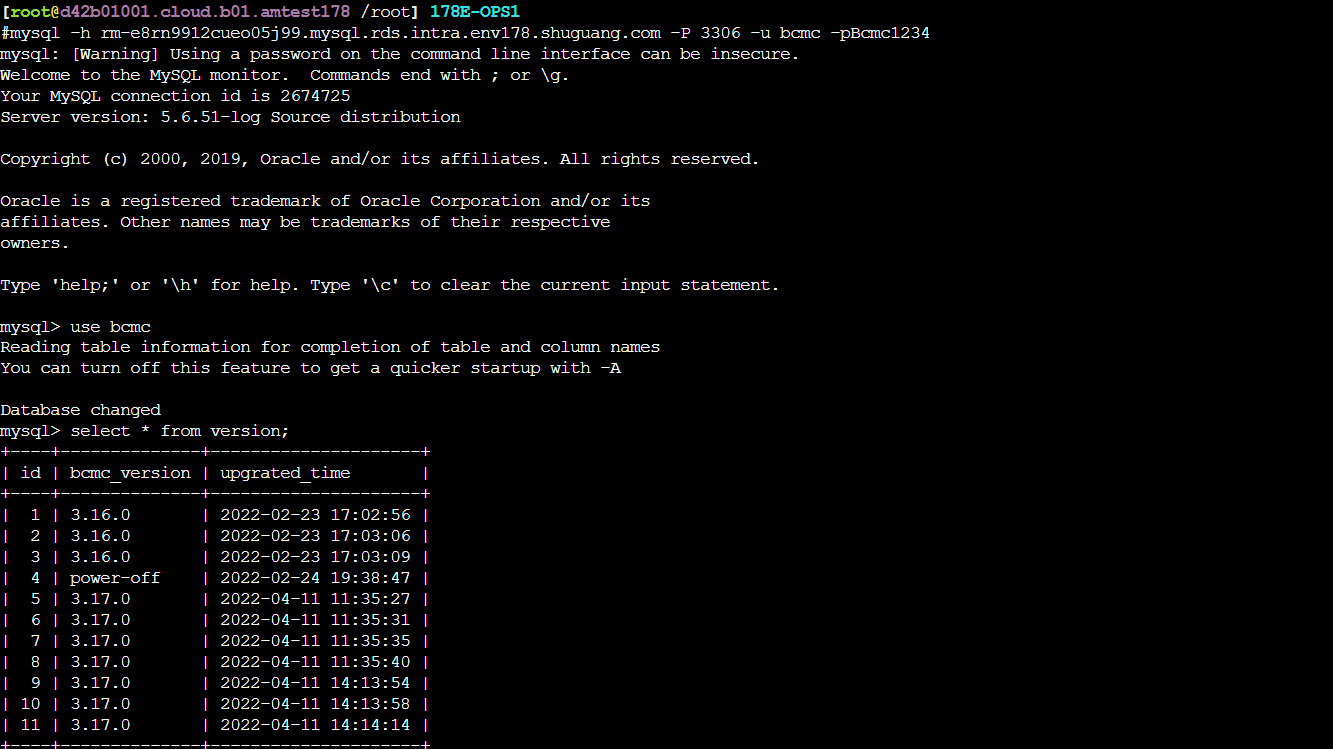 [root@d42b01001.cloud.b01.amtest178 /root] 178E-OPS1
#mysql -h rm-e8rn9912cueo05j99.mysql.rds.intra.env178.shuguang.com -P 3306 -u bcmc -pBcmc1234
mysql: [Warning] Using a password on the command line interface can be insecure.
Welcome to the MySQL monitor.  Commands end with ; or \g.
Your MySQL connection id is 2674725
Server version: 5.6.51-log Source distribution

Copyright (c) 2000, 2019, Oracle and/or its affiliates. All rights reserved.

Oracle is a registered trademark of Oracle Corporation and/or its
affiliates. Other names may be trademarks of their respective
owners.

Type 'help;' or '\h' for help. Type '\c' to clear the current input statement.

mysql> use bcmc
Reading table information for completion of table and column names
You can turn off this feature to get a quicker startup with -A

Database changed
mysql> select * from version;
+----+--------------+---------------------+
| id | bcmc_version | upgrated_time       |
+----+--------------+---------------------+
|  1 | 3.16.0       | 2022-02-23 17:02:56 |
|  2 | 3.16.0       | 2022-02-23 17:03:06 |
|  3 | 3.16.0       | 2022-02-23 17:03:09 |
|  4 | power-off    | 2022-02-24 19:38:47 |
|  5 | 3.17.0       | 2022-04-11 11:35:27 |
|  6 | 3.17.0       | 2022-04-11 11:35:31 |
|  7 | 3.17.0       | 2022-04-11 11:35:35 |
|  8 | 3.17.0       | 2022-04-11 11:35:40 |
|  9 | 3.17.0       | 2022-04-11 14:13:54 |
| 10 | 3.17.0       | 2022-04-11 14:13:58 |
| 11 | 3.17.0       | 2022-04-11 14:14:14 |
+----+--------------+---------------------+